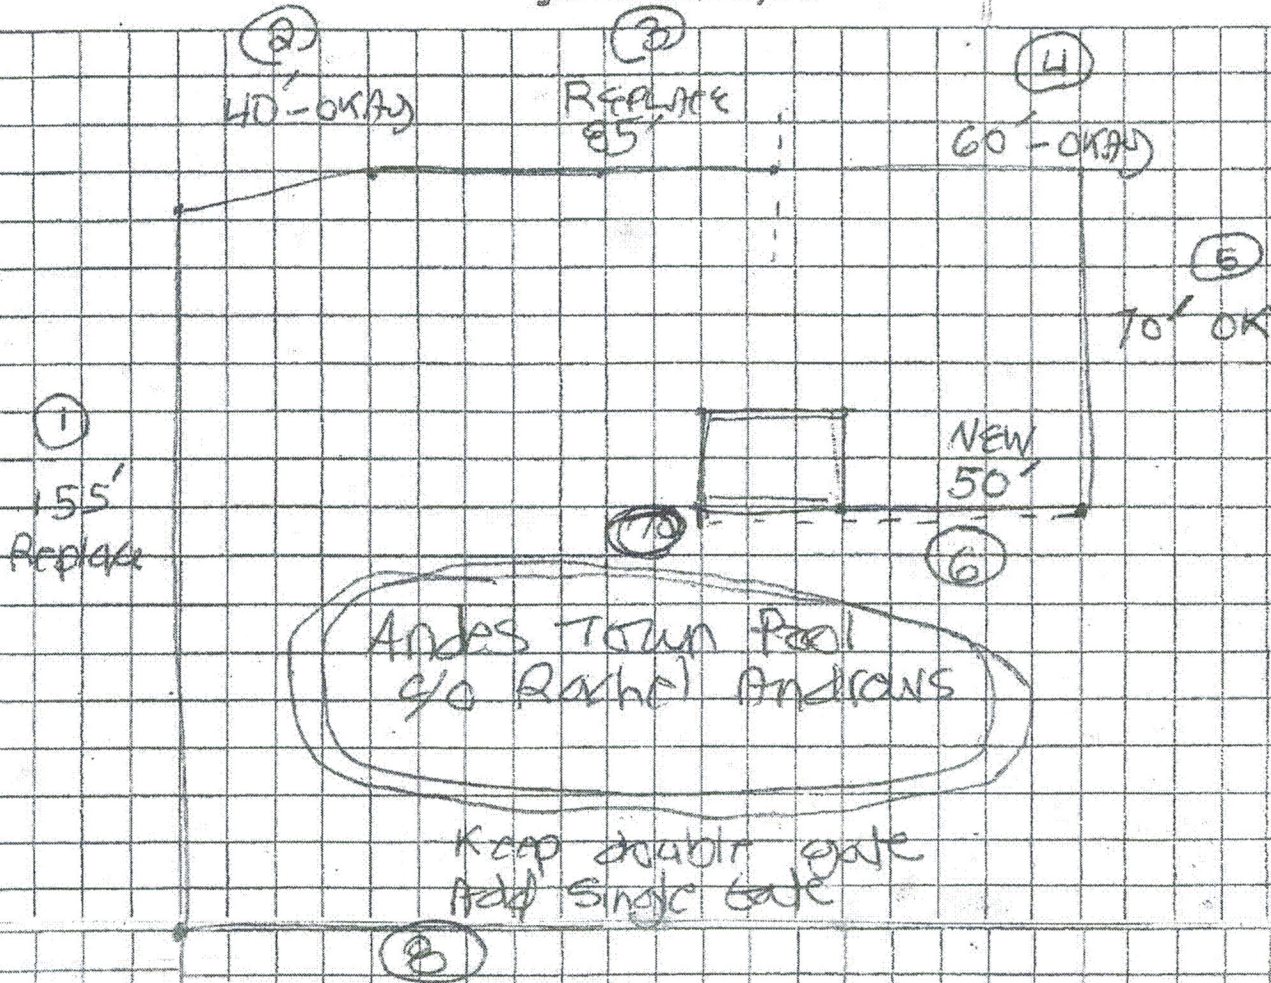 2
40'-OKAy
3
REPLACE
85'
4
60'-OKAy
5
70' OK
1
155'
Replace
NEW
50'
6
Andes Town Pool
c/o Rachel Andrews
Keep double gate
Add Single Gate
8